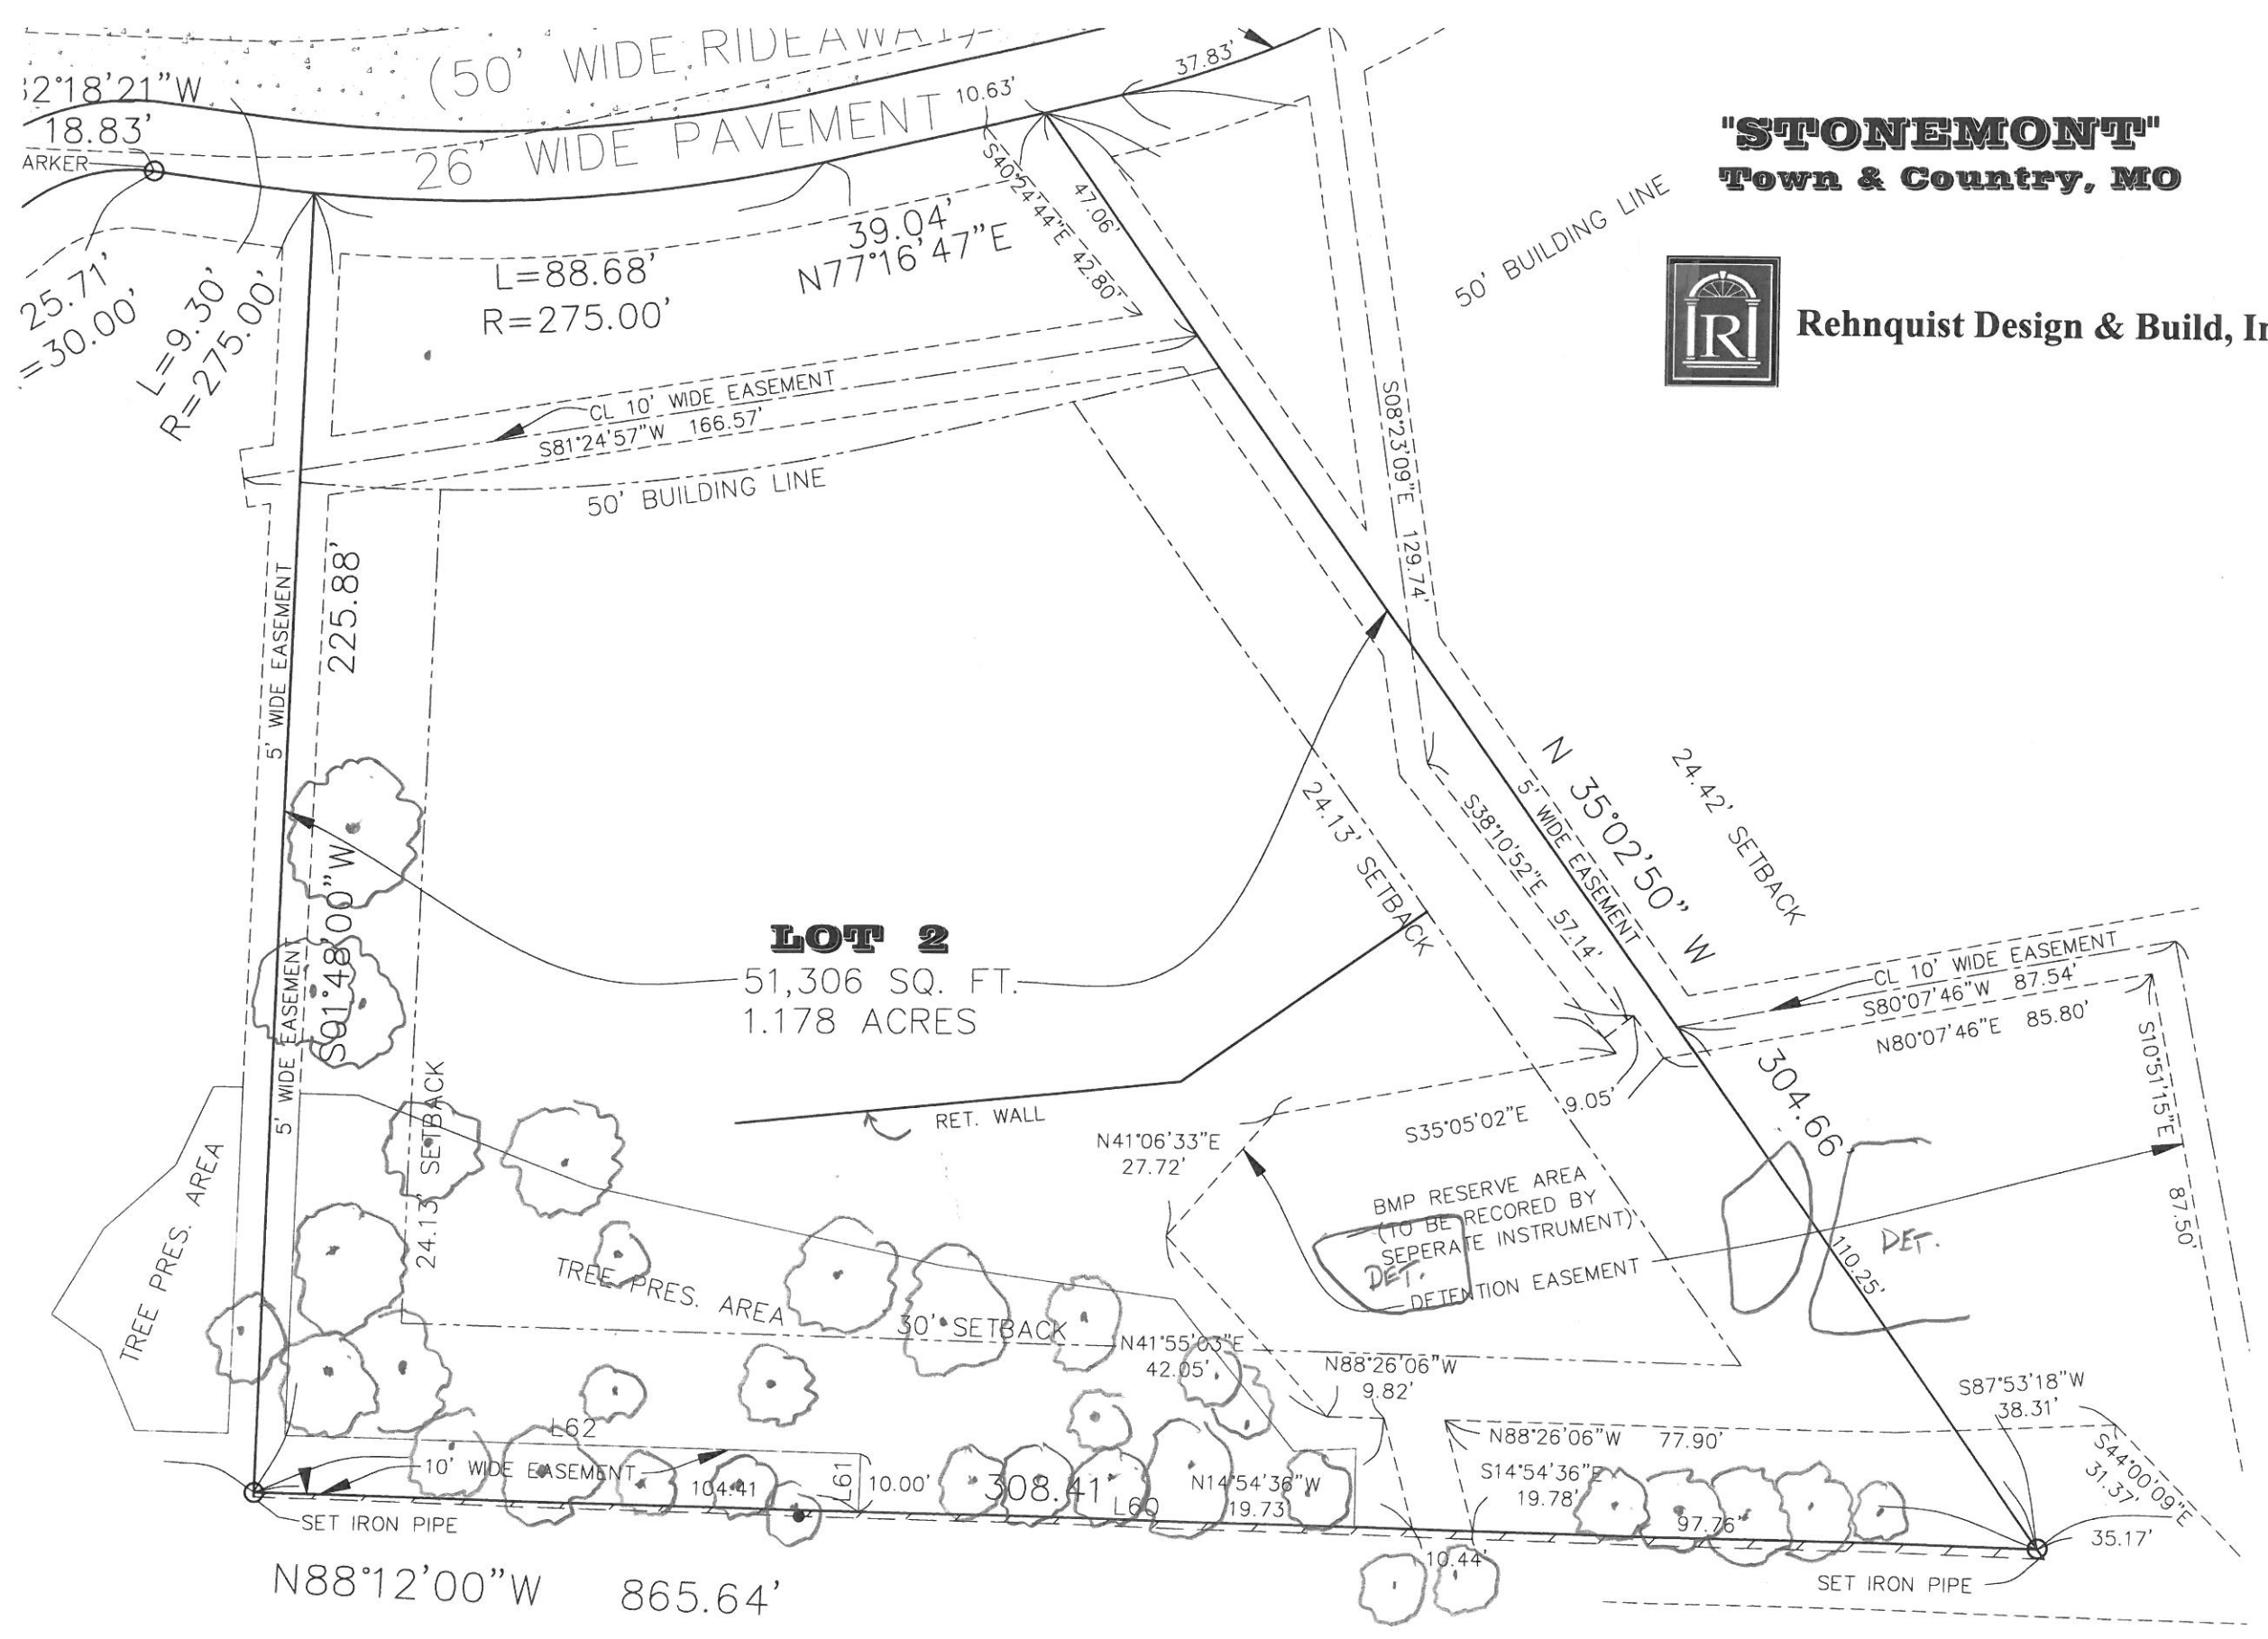 (50' WIDE RIDEAWAY)
2°18'21"W
18.83'
ARKER
26' WIDE PAVEMENT
10.63'
37.83'
"STONEMONT"
Town & Country, MO
50' BUILDING LINE
R
Rehnquist Design & Build, In
S40°24'44"E 42.80'
47.06'
39.04'
N77°16'47"E
L=88.68'
R=275.00'
25.71'
=30.00'
L=9.30'
R=275.00'
CL 10' WIDE EASEMENT
S81°24'57"W 166.57'
50' BUILDING LINE
S08°23'09"E 129.74'
5' WIDE EASEMENT
225.88'
S01°48'00"W
N 35°02'50" W
24.42' SETBACK
24.13' SETBACK
S38°10'52"E 57.14'
5' WIDE EASEMENT
LOT 2
51,306 SQ. FT.
1.178 ACRES
5' WIDE EASEMENT
CL 10' WIDE EASEMENT
S80°07'46"W 87.54'
N80°07'46"E 85.80'
S10°51'15"E
87.50'
304.66'
RET. WALL
24.13' SETBACK
TREE PRES. AREA
N41°06'33"E
27.72'
S35°05'02"E 9.05'
BMP RESERVE AREA
(TO BE RECORED BY
SEPERATE INSTRUMENT)
DET.
DETENTION EASEMENT
DET.
110.25'
TREE PRES. AREA
30' SETBACK
N41°55'03"E
42.05'
N88°26'06"W
9.82'
S87°53'18"W
38.31'
L62
N88°26'06"W 77.90'
S14°54'36"E
19.78'
S44°00'09"E
31.37'
10' WIDE EASEMENT
104.41
L61
10.00'
308.41'
L60
N14°54'36"W
19.73
97.76'
35.17'
SET IRON PIPE
10.44'
SET IRON PIPE
N88°12'00"W 865.64'